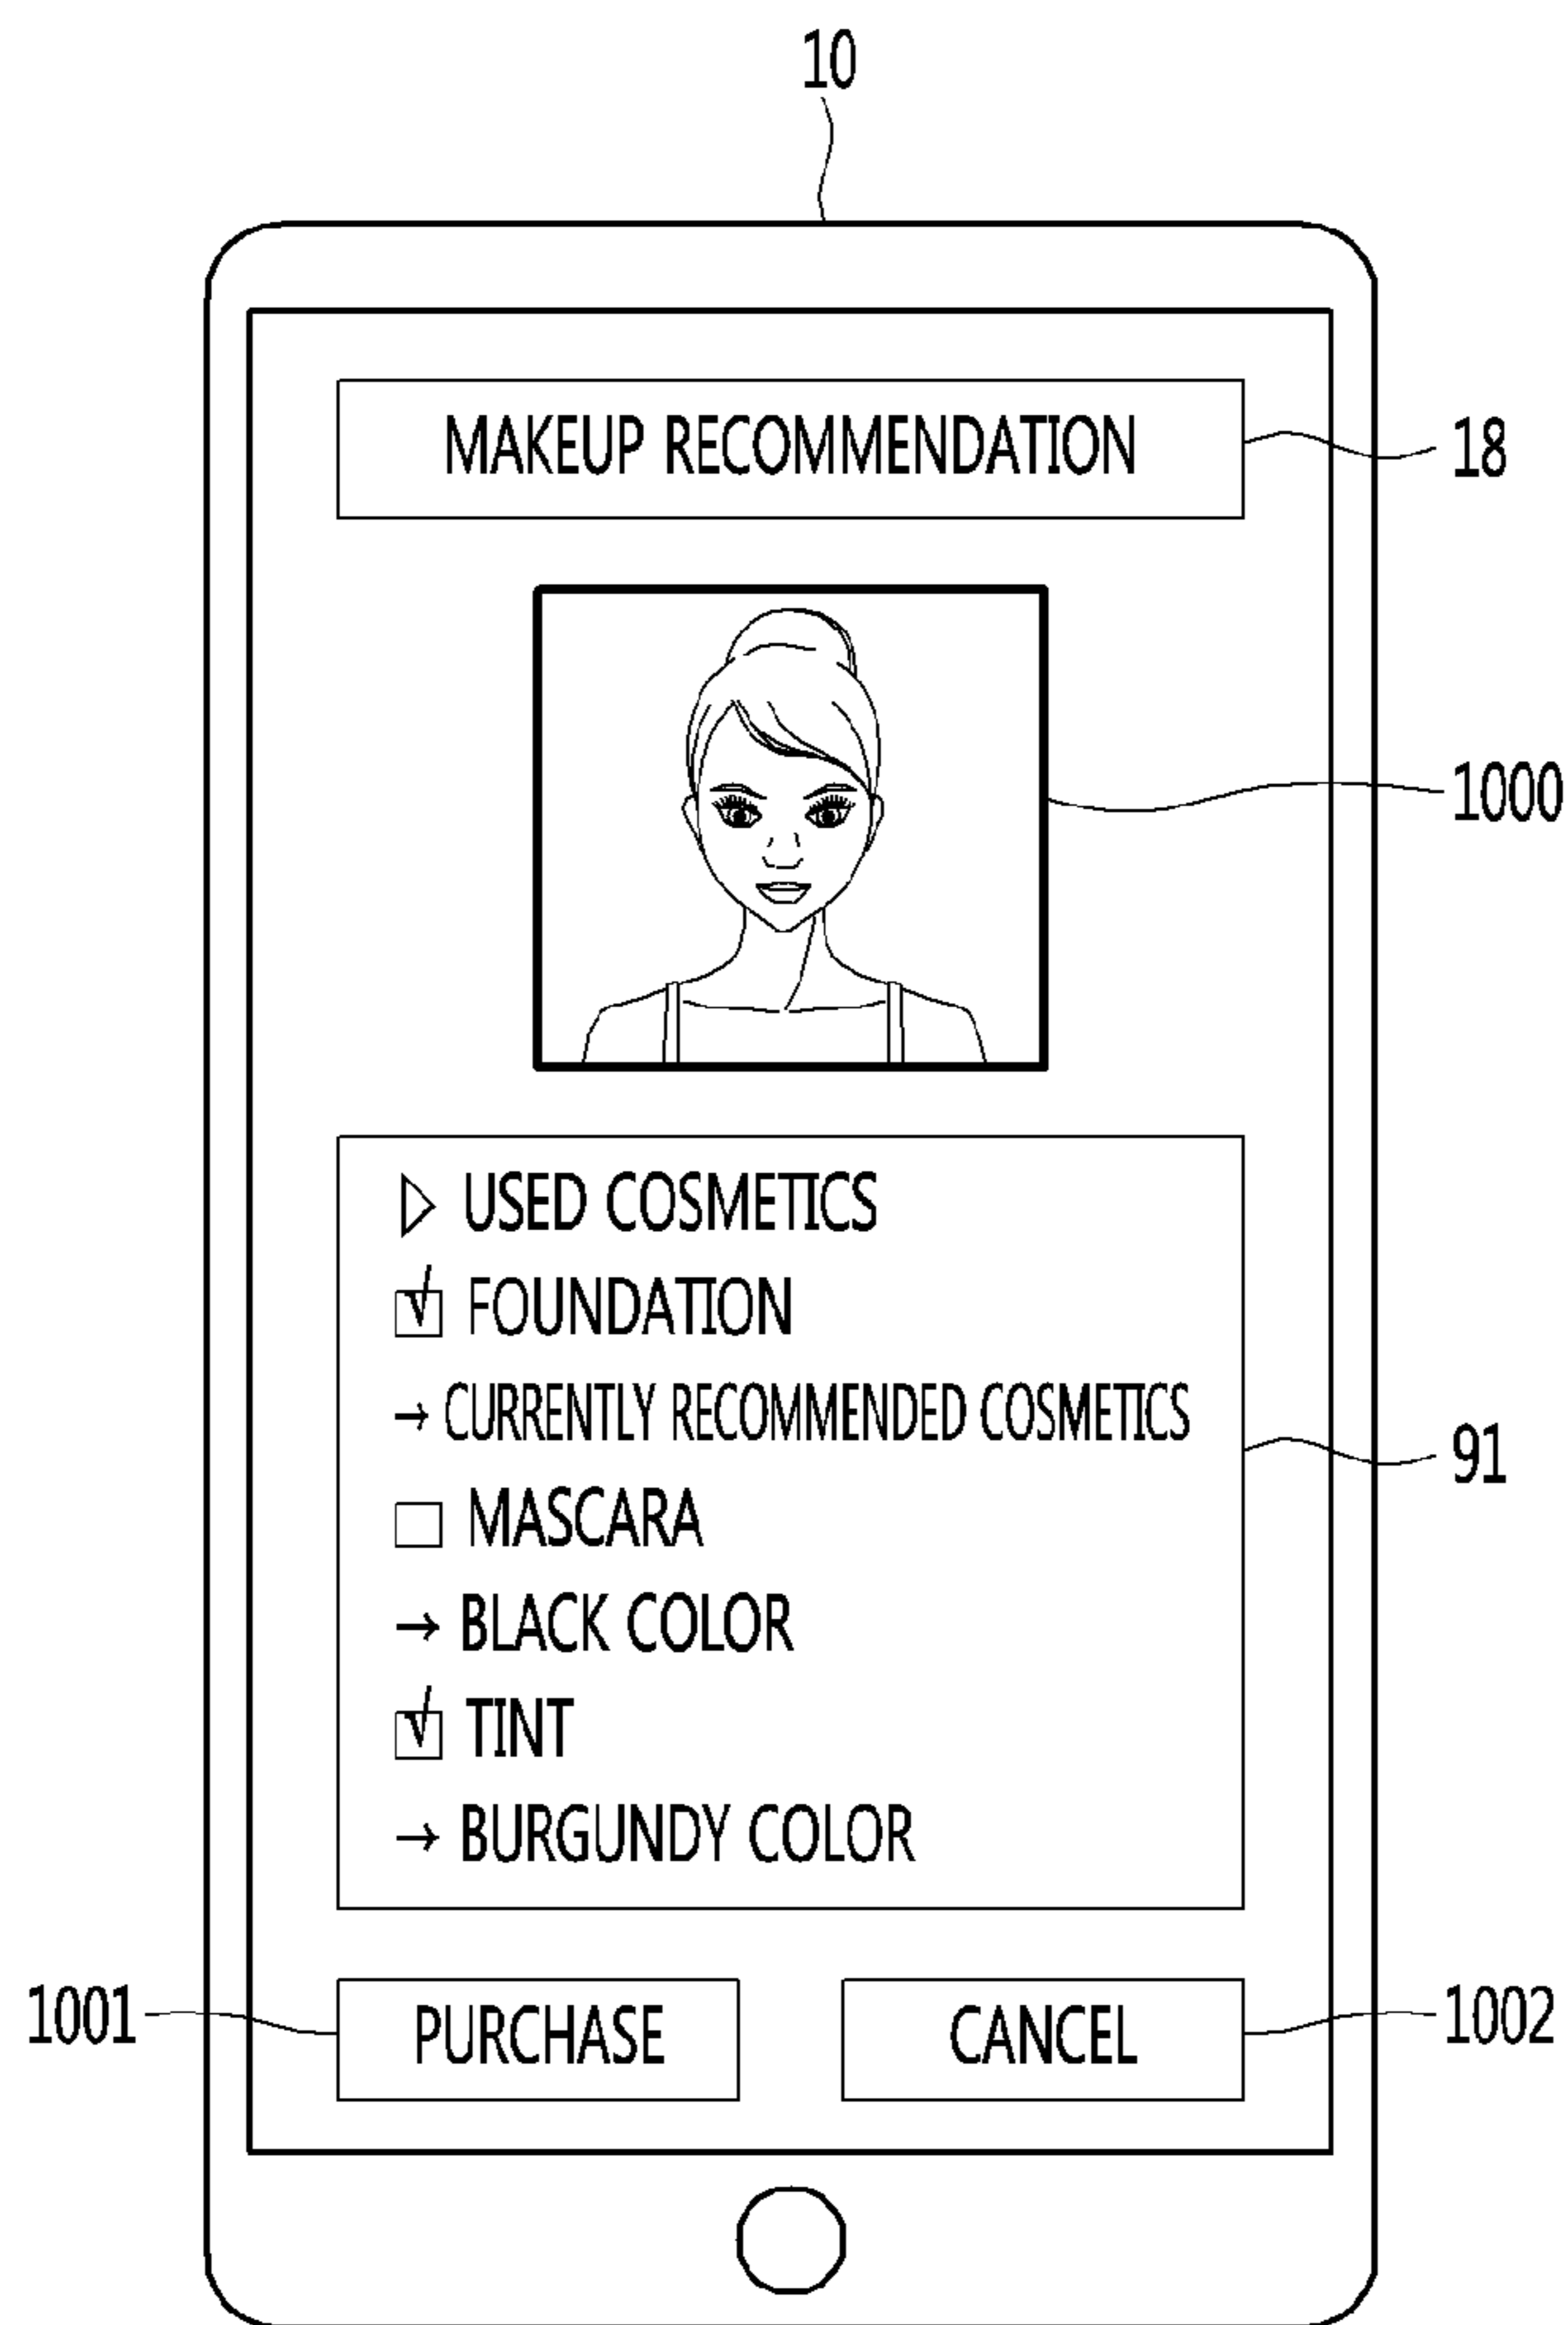 10
MAKEUP RECOMMENDATION
18
1000
USED COSMETICS
FOUNDATION
→ CURRENTLY RECOMMENDED COSMETICS
91
MASCARA
→ BLACK COLOR
TINT
→ BURGUNDY COLOR
1001
PURCHASE
CANCEL
1002